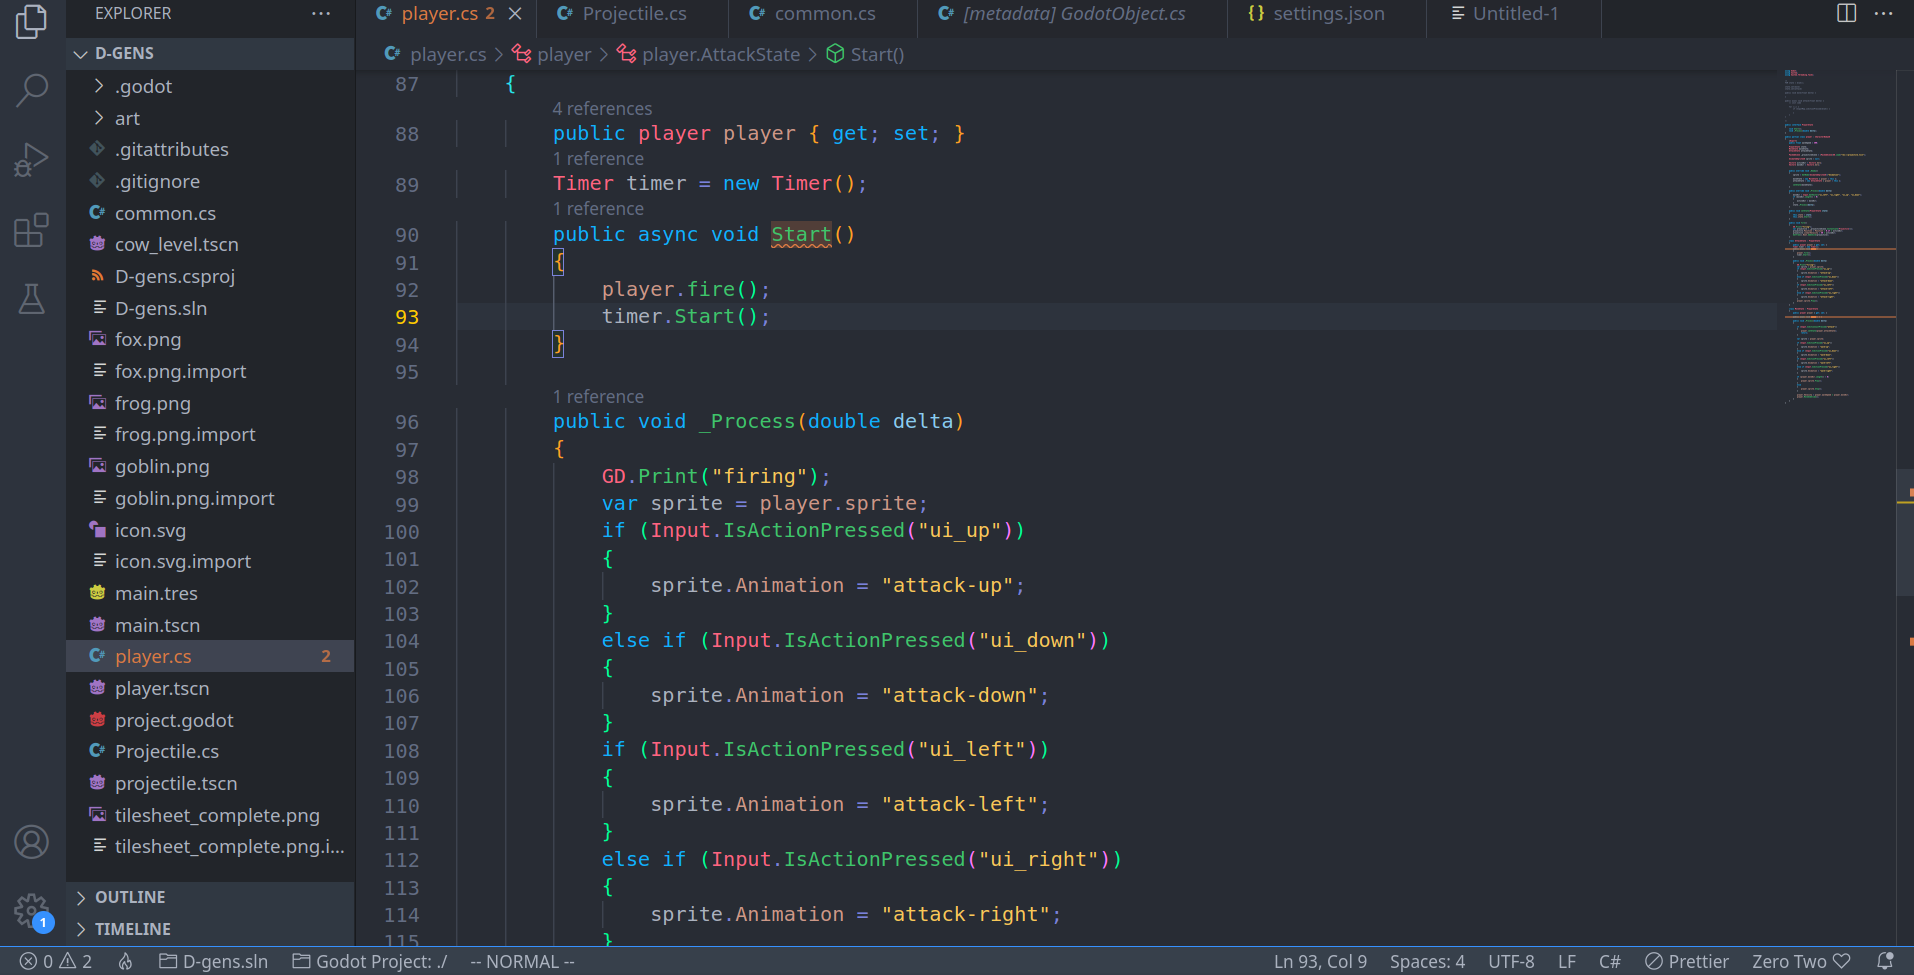 EXPLORER
player.cs 2
Projectile.cs
common.cs
[metadata] GodotObject.cs
{} settings.json
Untitled-1
D-GENS
player.cs > player > player.AttackState > Start()
.godot
art
.gitattributes
.gitignore
common.cs
cow_level.tscn
D-gens.csproj
D-gens.sln
fox.png
fox.png.import
frog.png
frog.png.import
goblin.png
goblin.png.import
icon.svg
icon.svg.import
main.tres
main.tscn
player.cs 2
player.tscn
project.godot
Projectile.cs
projectile.tscn
tilesheet_complete.png
tilesheet_complete.png.i...
OUTLINE
TIMELINE
87 {
4 references
88 public player player { get; set; }
1 reference
89 Timer timer = new Timer();
1 reference
90 public async void Start()
91 {
92 player.fire();
93 timer.Start();
94 }
95
1 reference
96 public void _Process(double delta)
97 {
98 GD.Print("firing");
99 var sprite = player.sprite;
100 if (Input.IsActionPressed("ui_up"))
101 {
102 sprite.Animation = "attack-up";
103 }
104 else if (Input.IsActionPressed("ui_down"))
105 {
106 sprite.Animation = "attack-down";
107 }
108 if (Input.IsActionPressed("ui_left"))
109 {
110 sprite.Animation = "attack-left";
111 }
112 else if (Input.IsActionPressed("ui_right"))
113 {
114 sprite.Animation = "attack-right";
115 }
1
0 2 D-gens.sln Godot Project: ./ -- NORMAL -- Ln 93, Col 9 Spaces: 4 UTF-8 LF C# Prettier Zero Two